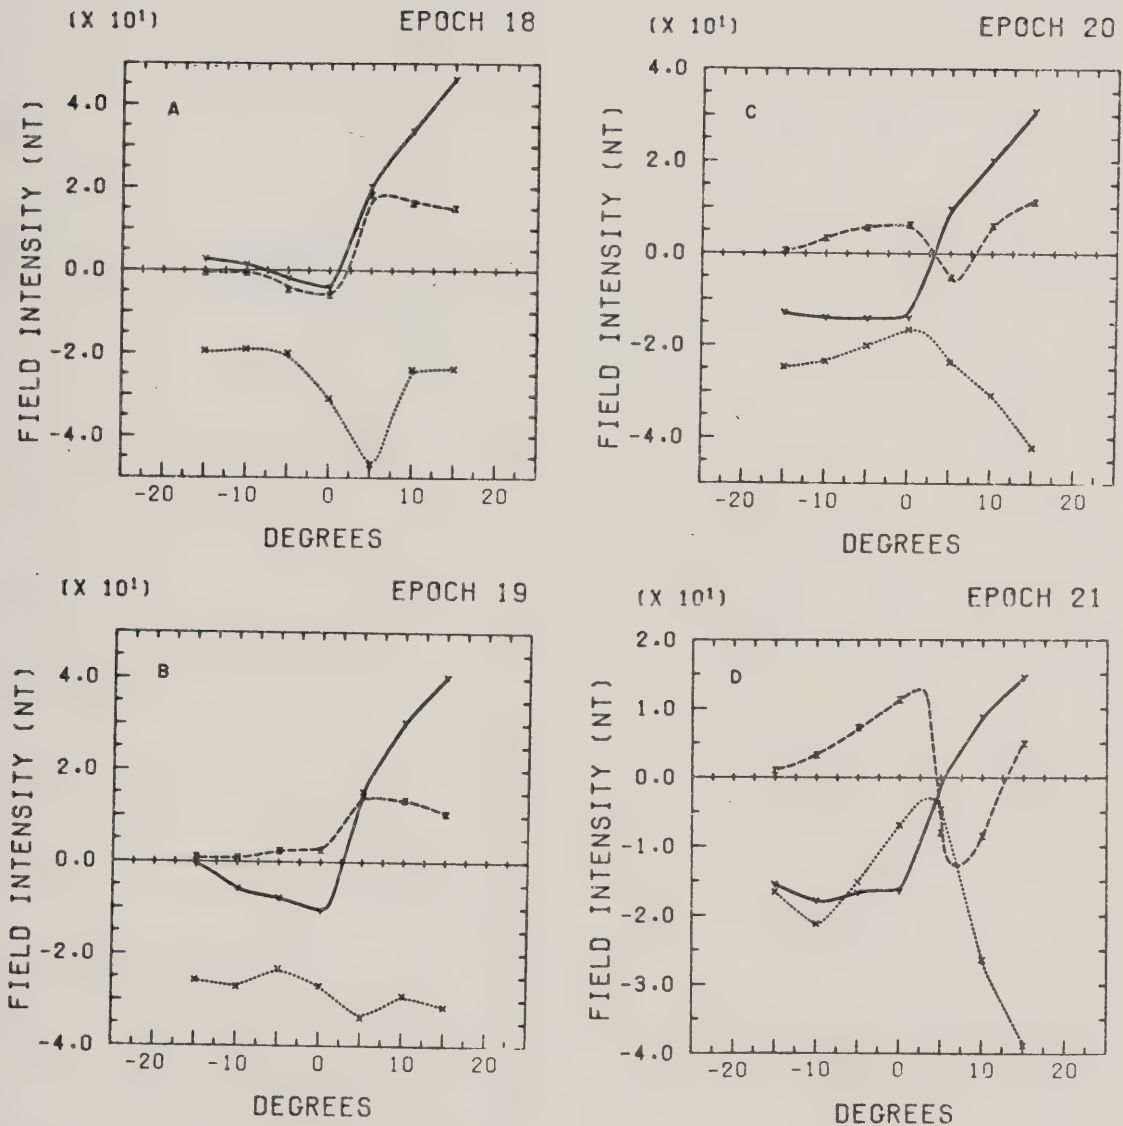 (X 10¹) EPOCH 18
A
FIELD INTENSITY (NT)
4.0
2.0
0.0
-2.0
-4.0
-20 -10 0 10 20
DEGREES
(X 10¹) EPOCH 20
C
FIELD INTENSITY (NT)
4.0
2.0
0.0
-2.0
-4.0
-20 -10 0 10 20
DEGREES
(X 10¹) EPOCH 19
B
FIELD INTENSITY (NT)
4.0
2.0
0.0
-2.0
-4.0
-20 -10 0 10 20
DEGREES
(X 10¹) EPOCH 21
D
FIELD INTENSITY (NT)
2.0
1.0
0.0
-1.0
-2.0
-3.0
-4.0
-20 -10 0 10 20
DEGREES